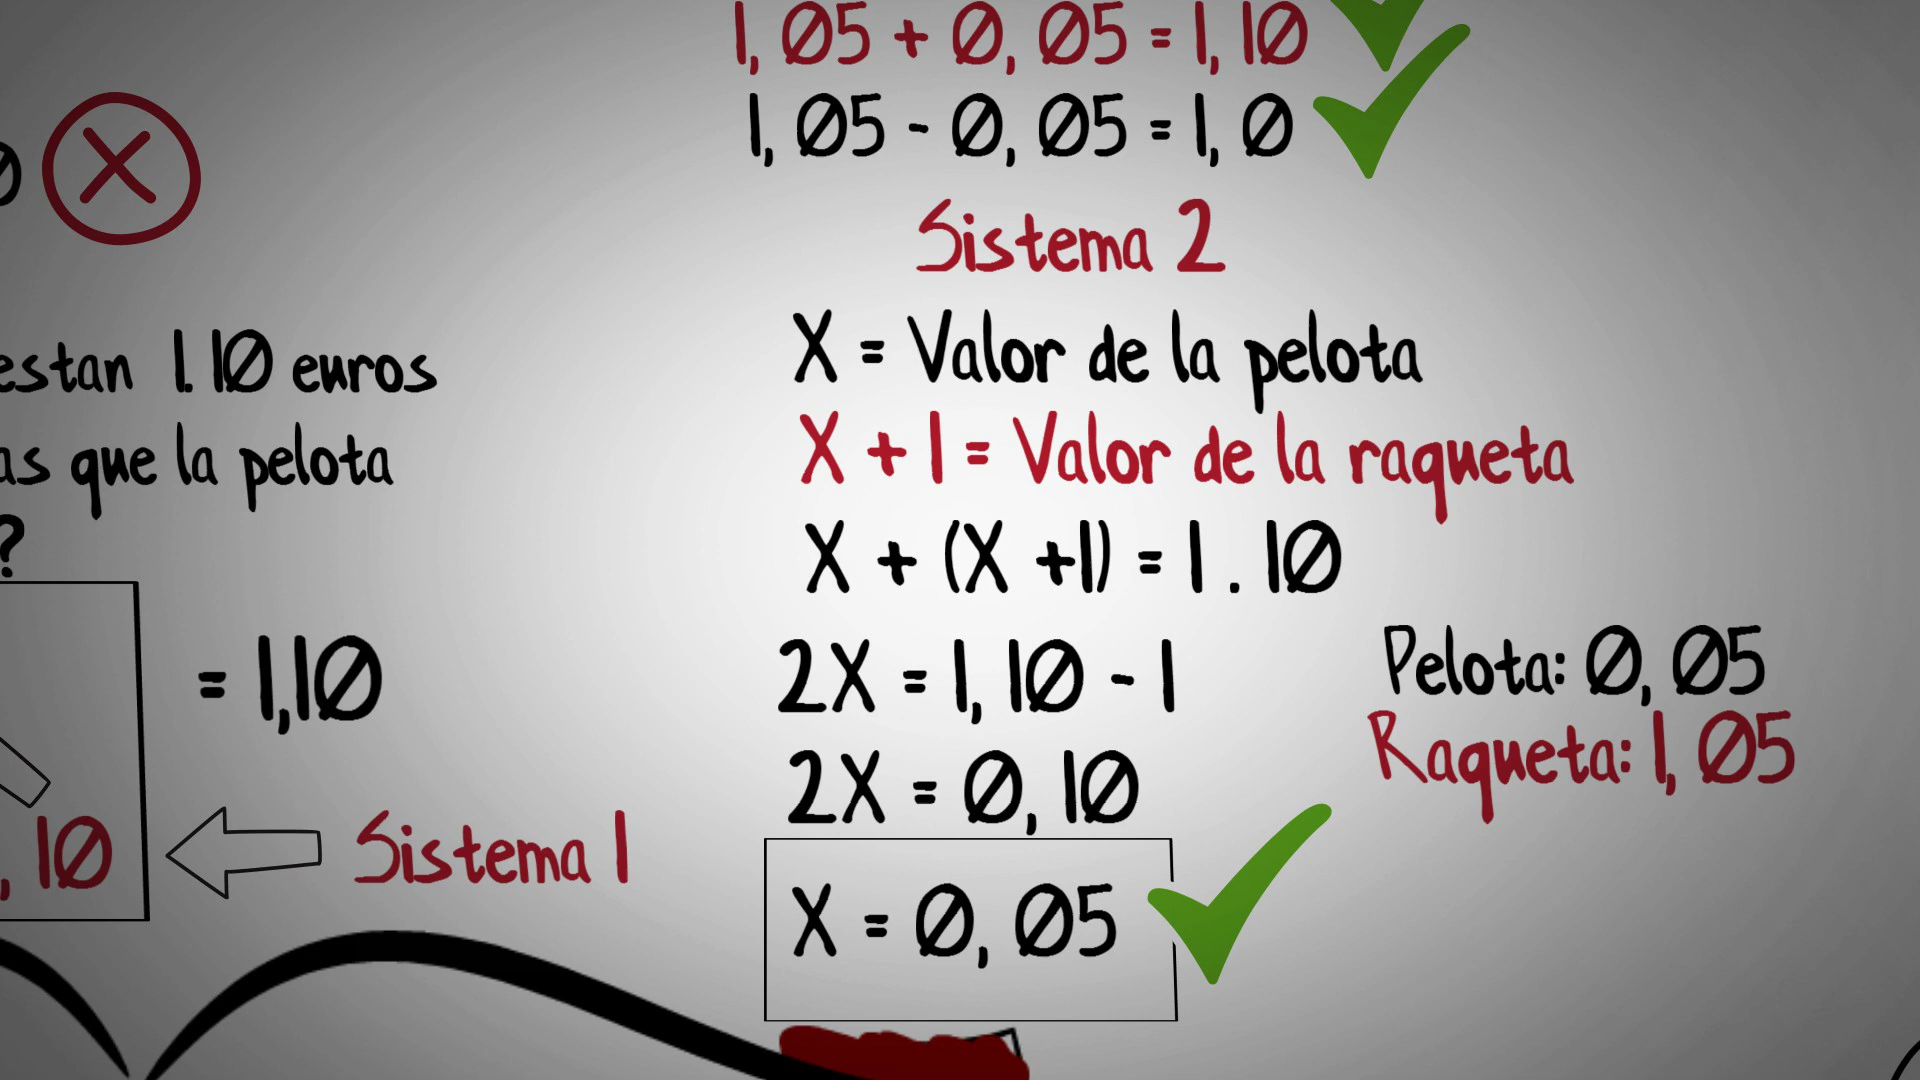 estan 1.10 euros
que la pelota
?
= 1,10
, 10
Sistema 1
1, 05 + 0, 05 = 1, 10
1, 05 - 0, 05 = 1, 0
Sistema 2
X = Valor de la pelota
X + 1 = Valor de la raqueta
X + (X +1) = 1 . 10
2X = 1, 10 - 1
2X = 0, 10
X = 0, 05
Pelota: 0, 05
Raqueta: 1, 05